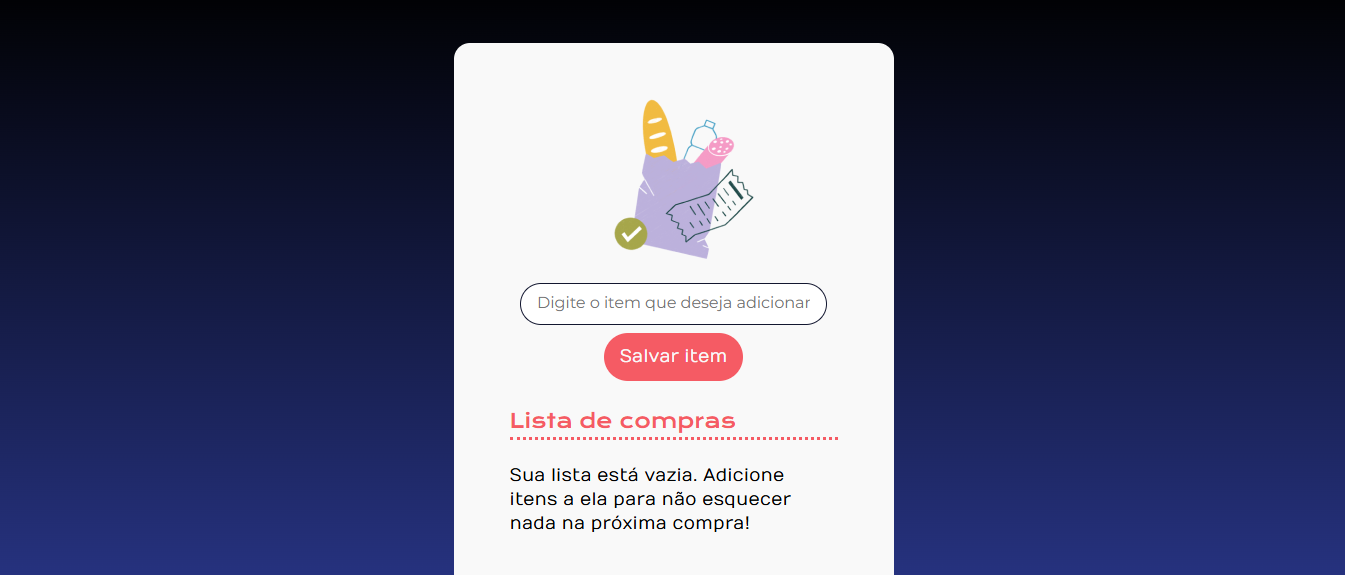 Digite o item que deseja adicionar
Salvar item
Lista de compras
Sua lista está vazia. Adicione
itens a ela para não esquecer
nada na próxima compra!